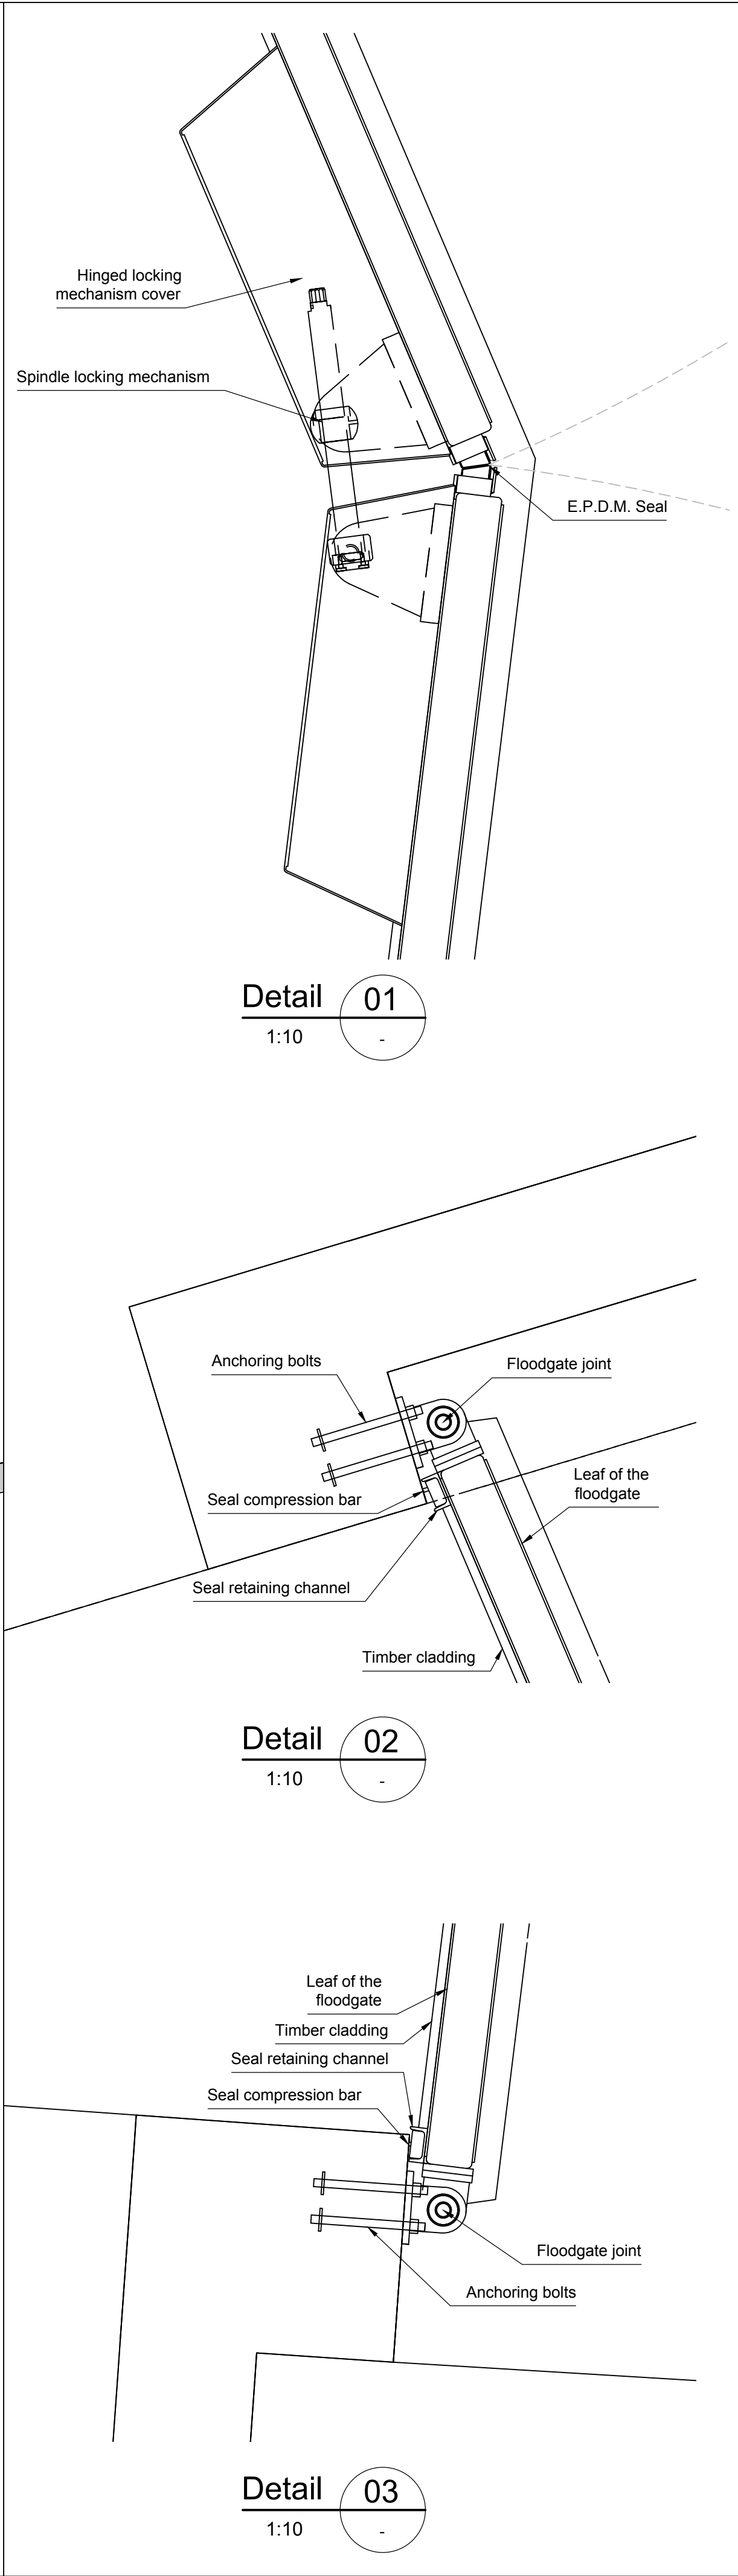 Hinged locking
mechanism cover
Spindle locking mechanism
E.P.D.M. Seal
Detail 01
1:10 -
Anchoring bolts
Floodgate joint
Leaf of the
floodgate
Seal compression bar
Seal retaining channel
Timber cladding
Detail 02
1:10 -
Leaf of the
floodgate
Timber cladding
Seal retaining channel
Seal compression bar
Floodgate joint
Anchoring bolts
Detail 03
1:10 -